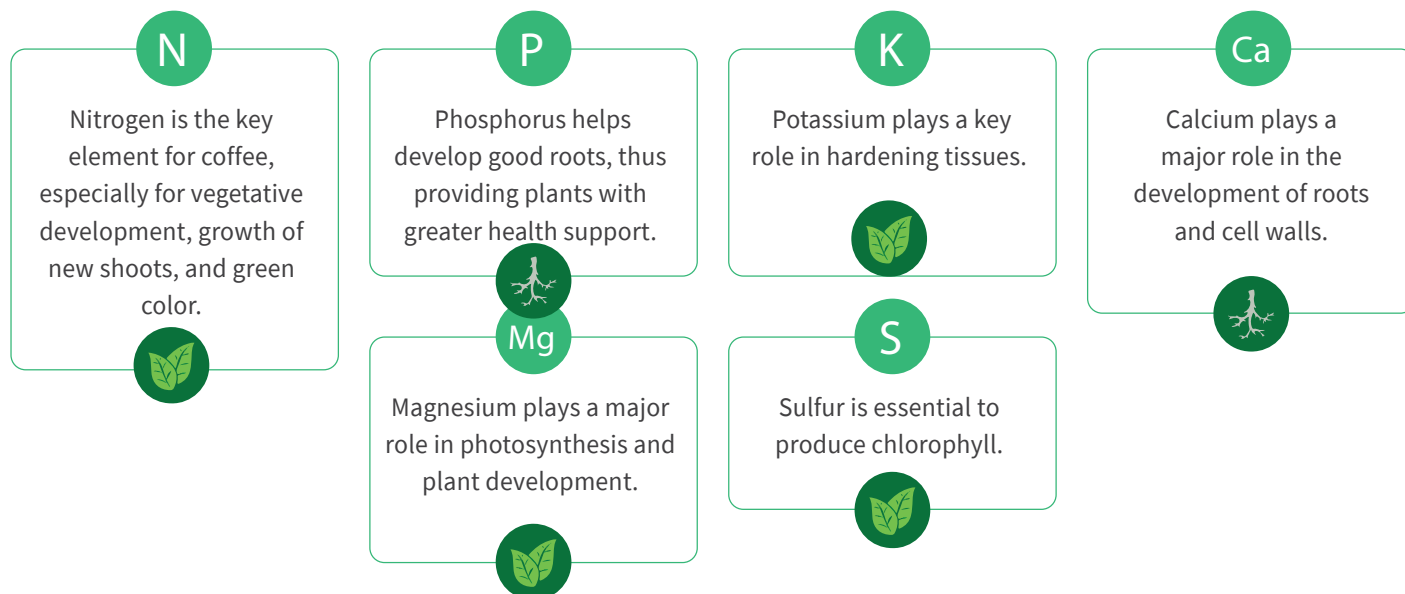 N
Nitrogen is the key
element for coffee,
especially for vegetative
development, growth of
new shoots, and green
color.
P
Phosphorus helps
develop good roots, thus
providing plants with
greater health support.
K
Potassium plays a key
role in hardening tissues.
Ca
Calcium plays a
major role in the
development of roots
and cell walls.
Mg
Magnesium plays a major
role in photosynthesis and
plant development.
S
Sulfur is essential to
produce chlorophyll.